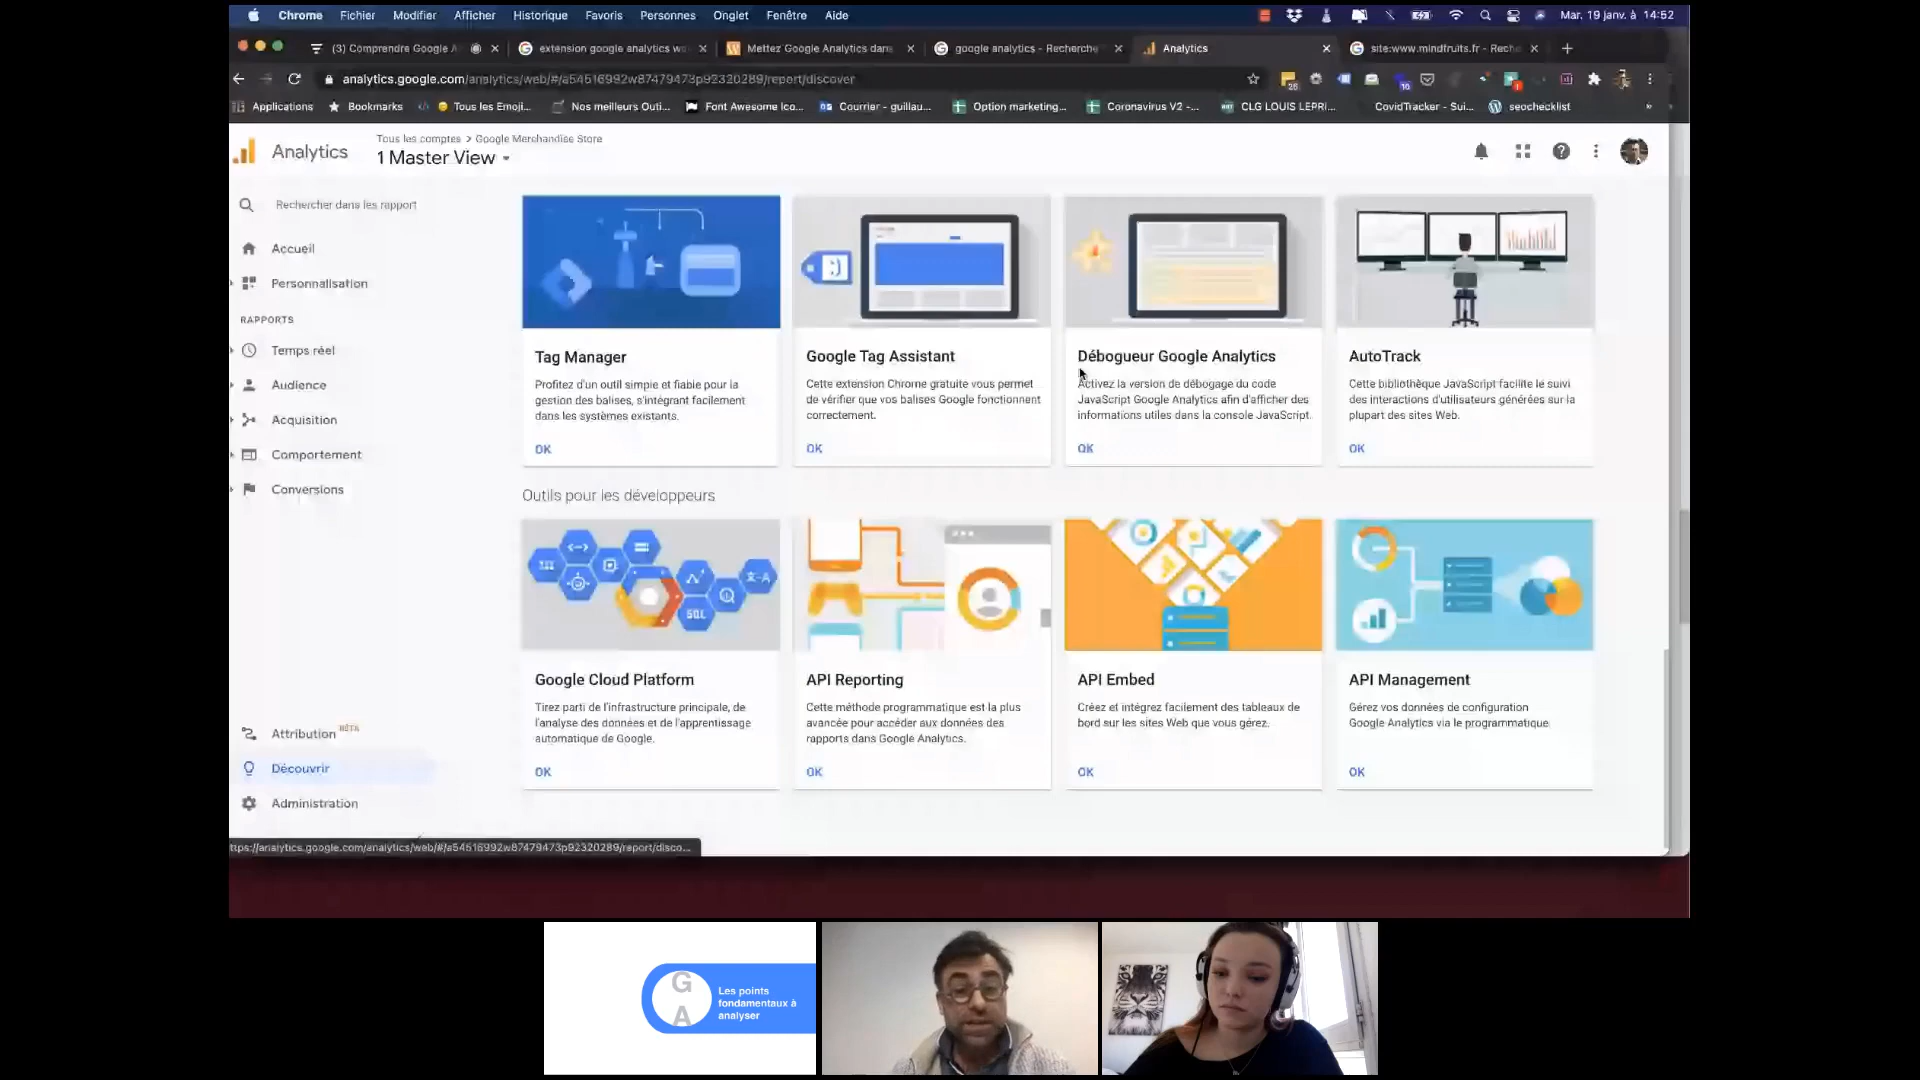 Chrome Fichier Modifier Afficher Historique Favoris Personnes Onglet Fenêtre Aide Mar. 19 janv. à 14:52
(3) Comprendre Google A
extension google analytics wo
Mettez Google Analytics dans
google analytics - Recherche
Analytics
site:www.mindfruits.fr - Rech
analytics.google.com/analytics/web/#/a54516992w87479473p92320289/report/discover
Applications Bookmarks Tous les Emoji... Nos meilleurs Outi... Font Awesome Ico... Courrier - guillau... Option marketing... Coronavirus V2 -... CLG LOUIS LEPRI... CovidTracker - Sui... seochecklist
Analytics
Tous les comptes > Google Merchandise Store
1 Master View
Rechercher dans les rapport
Accueil
Personnalisation
RAPPORTS
Temps réel
Audience
Acquisition
Comportement
Conversions
Attribution BÊTA
Découvrir
Administration
Tag Manager
Profitez d'un outil simple et fiable pour la
gestion des balises, s'intégrant facilement
dans les systèmes existants.
OK
Google Tag Assistant
Cette extension Chrome gratuite vous permet
de vérifier que vos balises Google fonctionnent
correctement.
OK
Débogueur Google Analytics
Activez la version de débogage du code
JavaScript Google Analytics afin d'afficher des
informations utiles dans la console JavaScript.
OK
AutoTrack
Cette bibliothèque JavaScript facilite le suivi
des interactions d'utilisateurs générées sur la
plupart des sites Web.
OK
Outils pour les développeurs
SQL
Google Cloud Platform
Tirez parti de l'infrastructure principale, de
l'analyse des données et de l'apprentissage
automatique de Google.
OK
API Reporting
Cette méthode programmatique est la plus
avancée pour accéder aux données des
rapports dans Google Analytics.
OK
API Embed
Créez et intégrez facilement des tableaux de
bord sur les sites Web que vous gérez.
OK
API Management
Gérez vos données de configuration
Google Analytics via le programmatique
OK
ttps://analytics.google.com/analytics/web/#/a54516992w87479473p92320289/report/disco...
G
A
Les points
fondamentaux à
analyser